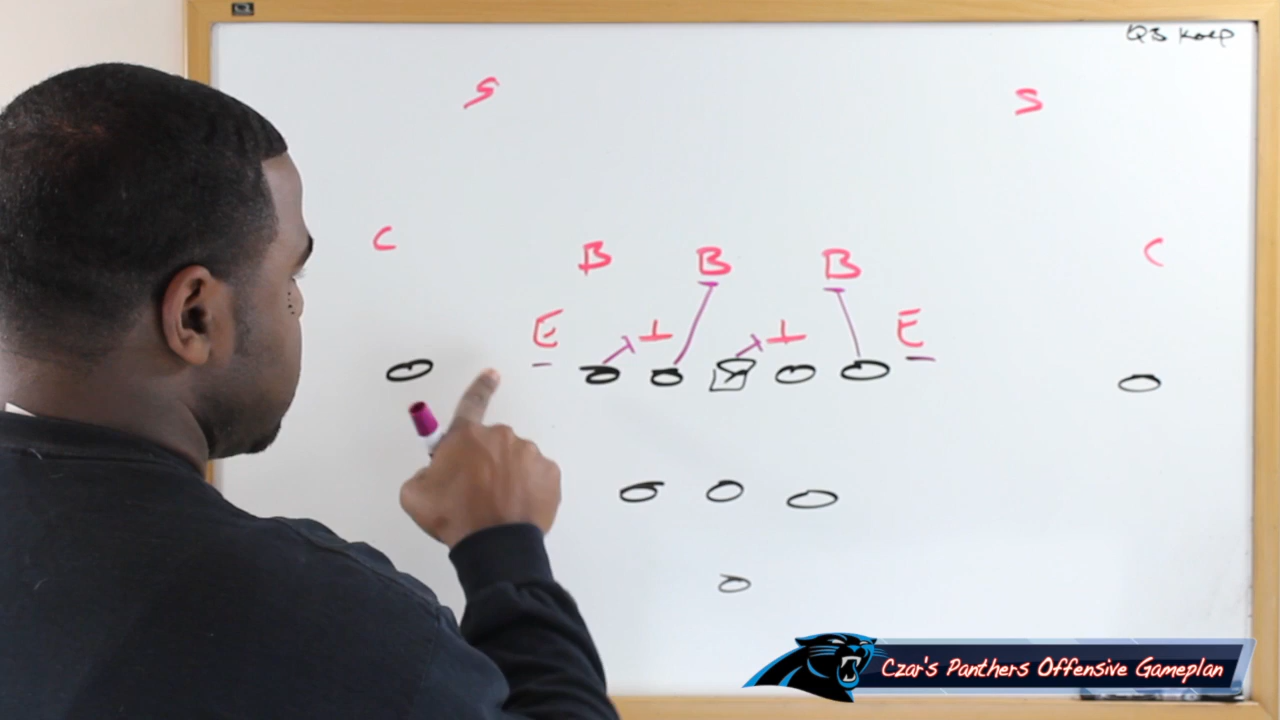 QB Keep
S S
C B B B C
E T T E
Czar's Panthers Offensive Gameplan